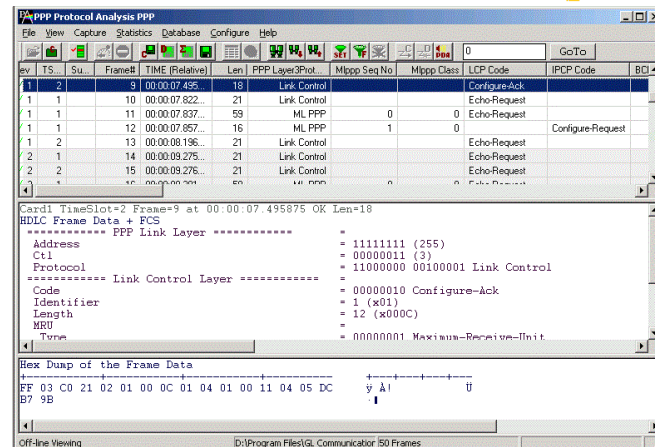 PPP Protocol Analysis PPP
File View Capture Statistics Database Configure Help
0 GoTo
ev TS... Su... Frame# TIME (Relative) Len PPP Layer3Prot... Mlppp Seq No Mlppp Class LCP Code IPCP Code BCI
1 2 9 00:00:07.495... 18 Link Control Configure-Ack
1 1 10 00:00:07.822... 21 Link Control Echo-Request
1 1 11 00:00:07.837... 59 ML PPP 0 0 Echo-Request
1 1 12 00:00:07.857... 16 ML PPP 1 0 Configure-Request
1 2 13 00:00:08.196... 21 Link Control Echo-Request
2 1 14 00:00:09.275... 21 Link Control Echo-Request
2 2 15 00:00:09.276... 21 Link Control Echo-Request
Card1 TimeSlot=2 Frame=9 at 00:00:07.495875 OK Len=18
HDLC Frame Data + FCS
============ PPP Link Layer ============ =
Address = 11111111 (255)
Ctl = 00000011 (3)
Protocol = 11000000 00100001 Link Control
============ Link Control Layer ============ =
Code = 00000010 Configure-Ack
Identifier = 1 (x01)
Length = 12 (x000C)
MRU =
Type = 00000001 Maximum-Receive-Unit
Hex Dump of the Frame Data
+-----------+-----------+-----------+-----------+ +---+---+---+---
FF 03 C0 21 02 01 00 0C 01 04 01 00 11 04 05 DC ÿ À! Ü
B7 9B ·
Off-line Viewing D:\Program Files\GL Communication 50 Frames